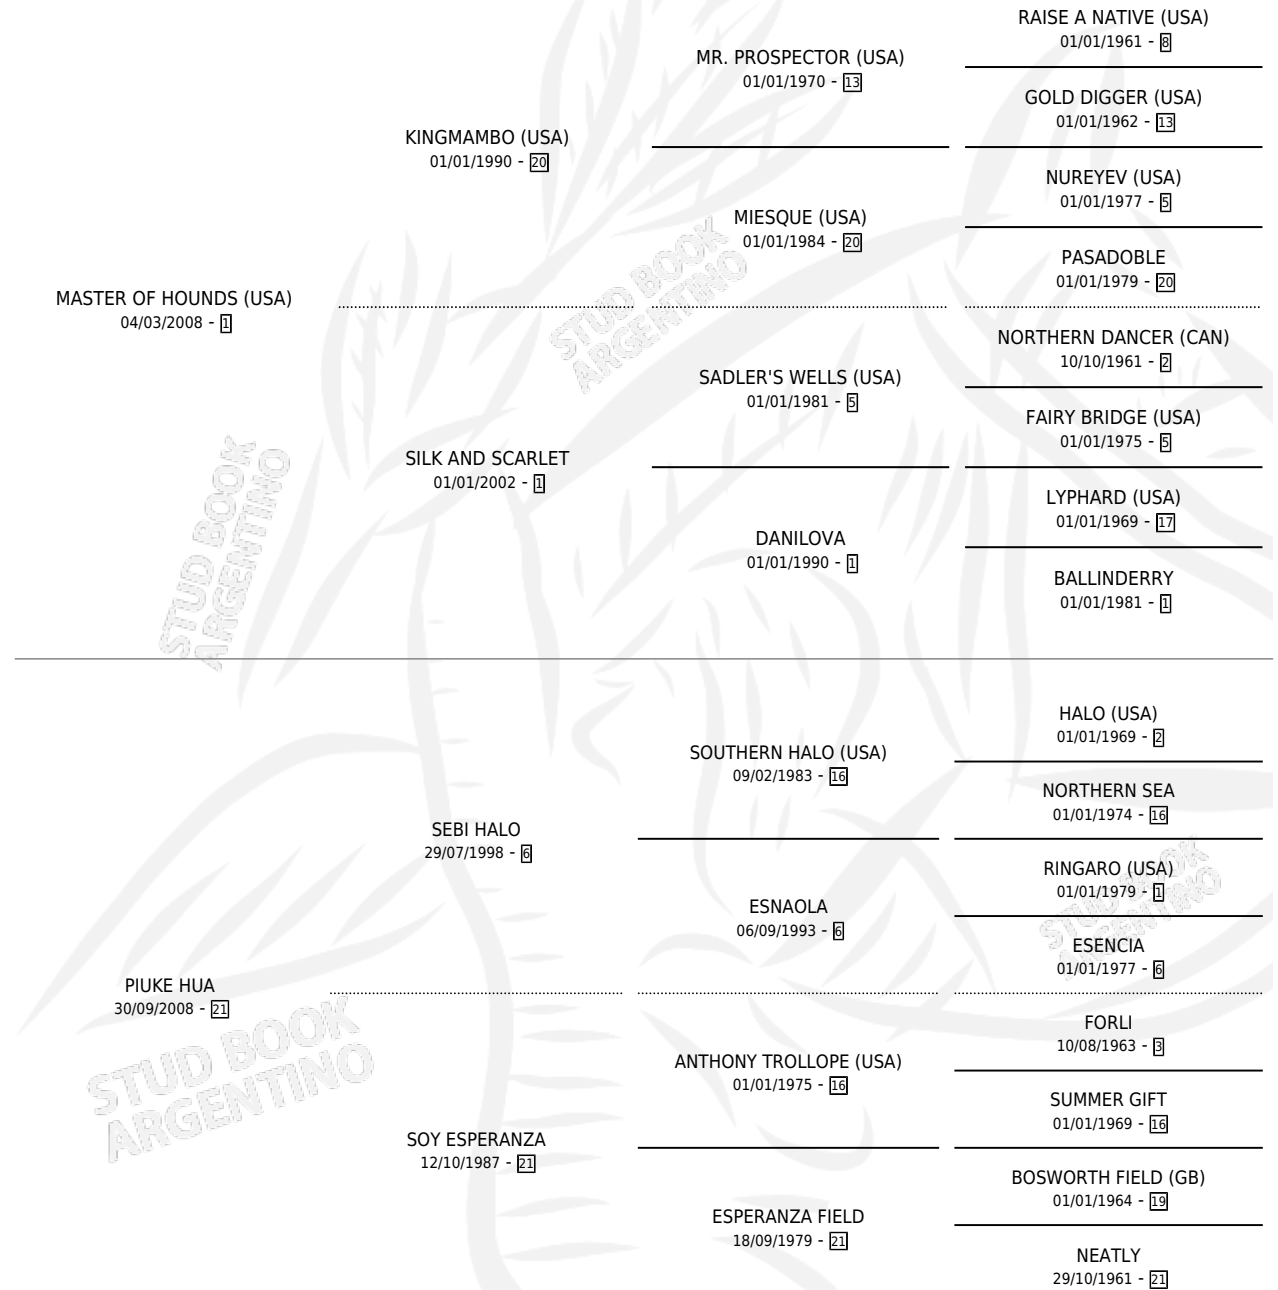 RAISE A NATIVE (USA)
01/01/1961 - 8
MR. PROSPECTOR (USA)
01/01/1970 - 13
GOLD DIGGER (USA)
01/01/1962 - 13
KINGMAMBO (USA)
01/01/1990 - 20
NUREYEV (USA)
01/01/1977 - 5
MIESQUE (USA)
01/01/1984 - 20
PASADOBLE
01/01/1979 - 20
MASTER OF HOUNDS (USA)
04/03/2008 - 1
NORTHERN DANCER (CAN)
10/10/1961 - 2
SADLER'S WELLS (USA)
01/01/1981 - 5
FAIRY BRIDGE (USA)
01/01/1975 - 5
SILK AND SCARLET
01/01/2002 - 1
LYPHARD (USA)
01/01/1969 - 17
DANILOVA
01/01/1990 - 1
BALLINDERRY
01/01/1981 - 1
HALO (USA)
01/01/1969 - 2
SOUTHERN HALO (USA)
09/02/1983 - 16
NORTHERN SEA
01/01/1974 - 16
SEBI HALO
29/07/1998 - 6
RINGARO (USA)
01/01/1979 - 1
ESNAOLA
06/09/1993 - 6
ESENCIA
01/01/1977 - 6
PIUKE HUA
30/09/2008 - 21
FORLI
10/08/1963 - 3
ANTHONY TROLLOPE (USA)
01/01/1975 - 16
SUMMER GIFT
01/01/1969 - 16
SOY ESPERANZA
12/10/1987 - 21
BOSWORTH FIELD (GB)
01/01/1964 - 19
ESPERANZA FIELD
18/09/1979 - 21
NEATLY
29/10/1961 - 21
STUD BOOK
ARGENTINO
STUD BOOK
ARGENTINO
STUD BOOK
ARGENTINO
STUD BOOK
ARGENTINO